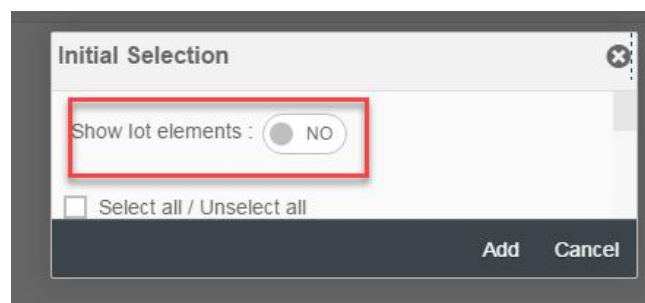 Initial Selection
Show lot elements : NO
Select all / Unselect all
Add Cancel